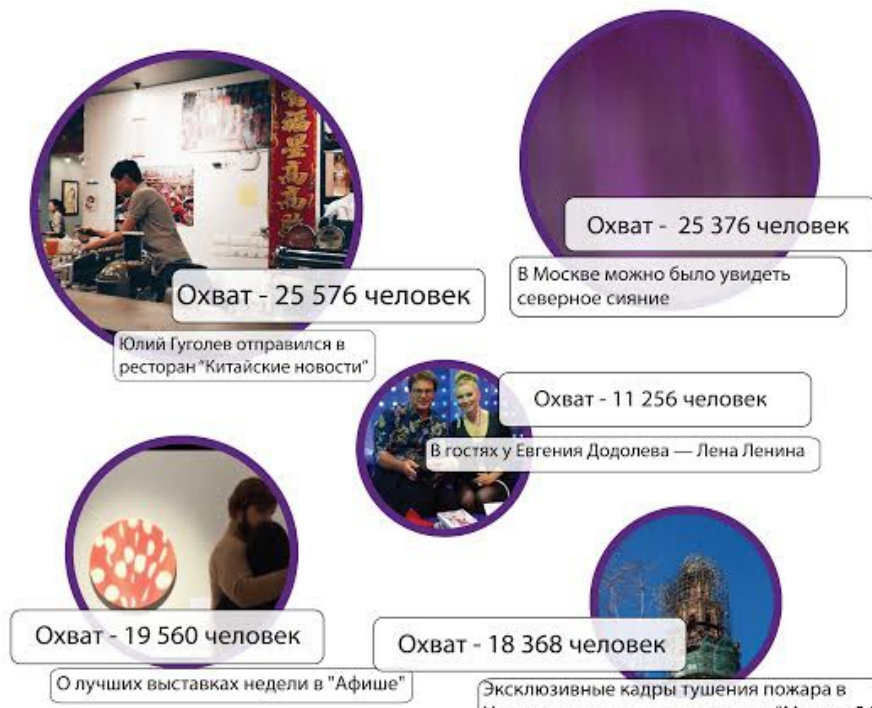 Охват - 25 576 человек
Юлий Гуголев отправился в
ресторан "Китайские новости"
Охват - 25 376 человек
В Москве можно было увидеть
северное сияние
Охват - 11 256 человек
В гостях у Евгения Додолева — Лена Ленина
Охват - 19 560 человек
О лучших выставках недели в "Афише"
Охват - 18 368 человек
Эксклюзивные кадры тушения пожара в